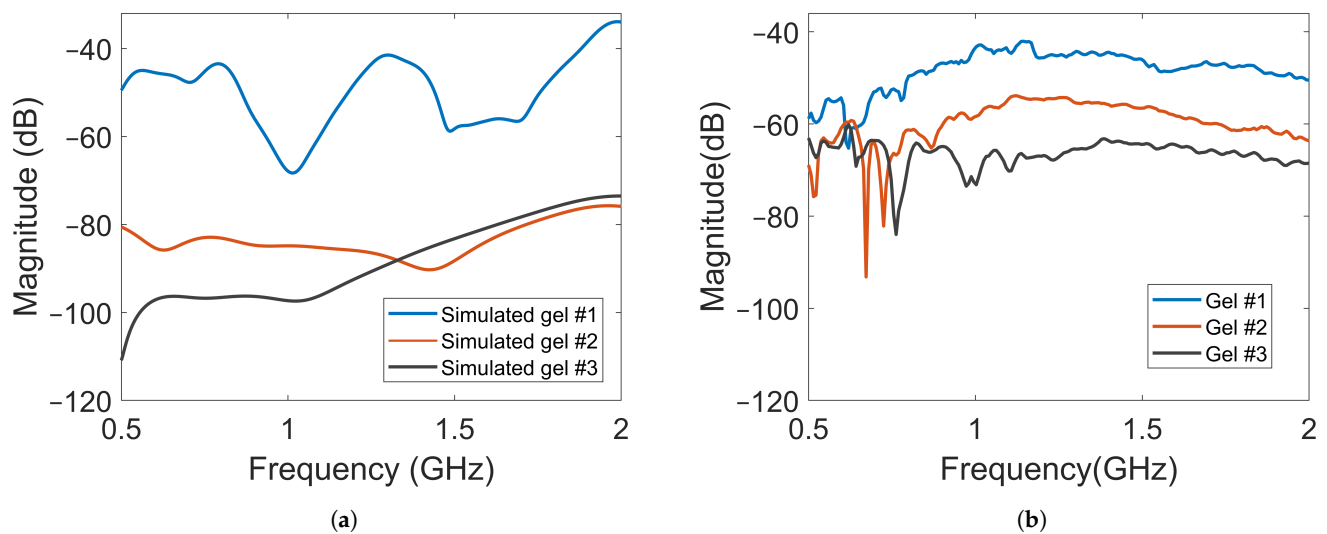 Magnitude (dB)
−40
−60
−80
−100
−120
0.5
1
1.5
2
Frequency (GHz)
Simulated gel #1
Simulated gel #2
Simulated gel #3
(a)
Magnitude(dB)
−40
−60
−80
−100
−120
0.5
1
1.5
2
Frequency(GHz)
Gel #1
Gel #2
Gel #3
(b)